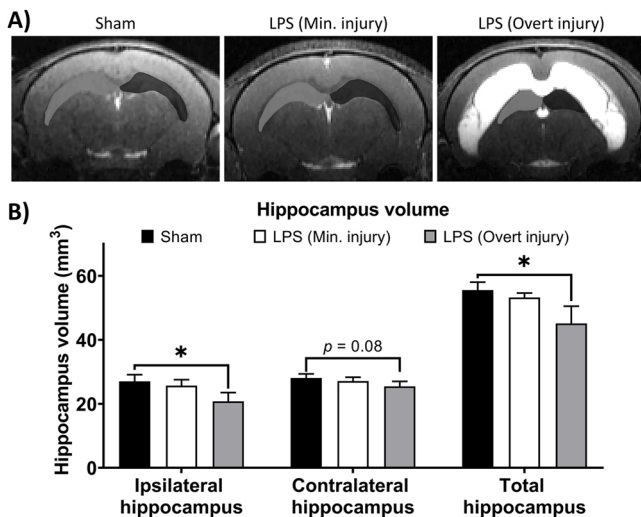 A)
Sham
LPS (Min. injury)
LPS (Overt injury)
B)
Hippocampus volume
Sham
LPS (Min. injury)
LPS (Overt injury)
Hippocampus volume (mm³)
60
40
20
0
*
p = 0.08
*
Ipsilateral
hippocampus
Contralateral
hippocampus
Total
hippocampus